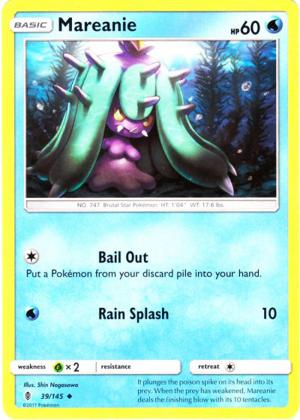 BASIC Mareanie HP60
NO. 747 Brutal Star Pokémon HT: 1'04" WT: 17.6 lbs.
Bail Out
Put a Pokémon from your discard pile into your hand.
Rain Splash 10
weakness ×2 resistance retreat
Illus. Shin Nagasawa
39/145
©2017 Pokémon
It plunges the poison spike on its head into its
prey. When the prey has weakened, Mareanie
deals the finishing blow with its 10 tentacles.